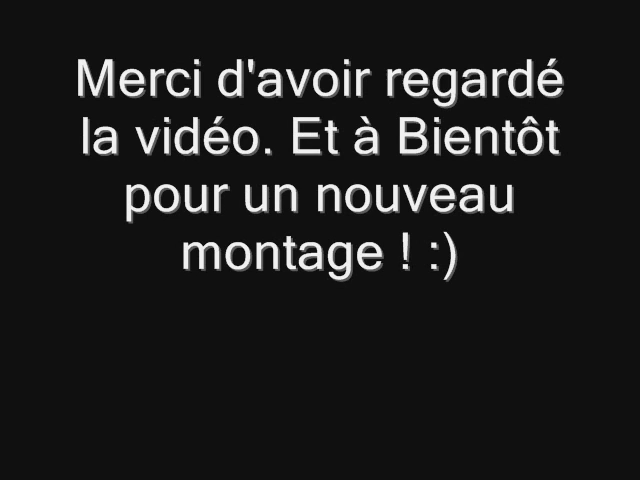 Merci d'avoir regardé
la vidéo. Et à Bientôt
pour un nouveau
montage ! :)